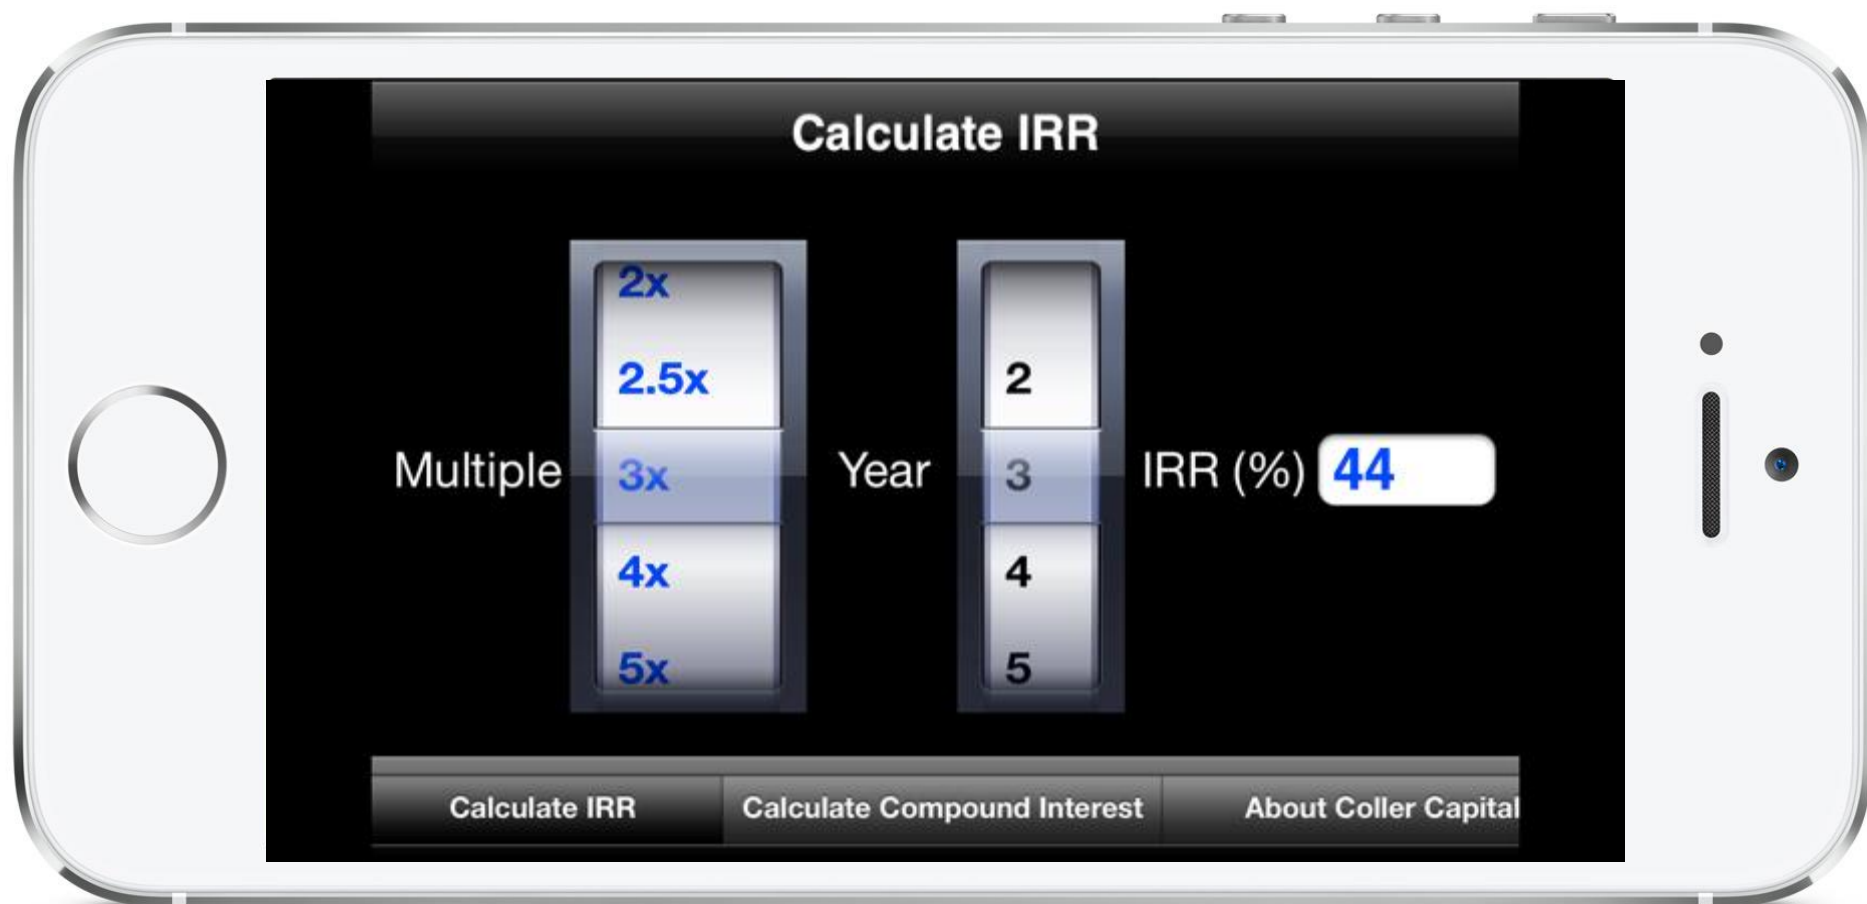 Calculate IRR
2x
2.5x
2
Multiple 3x Year 3 IRR (%) 44
4x
4
5x
5
Calculate IRR Calculate Compound Interest About Coller Capital